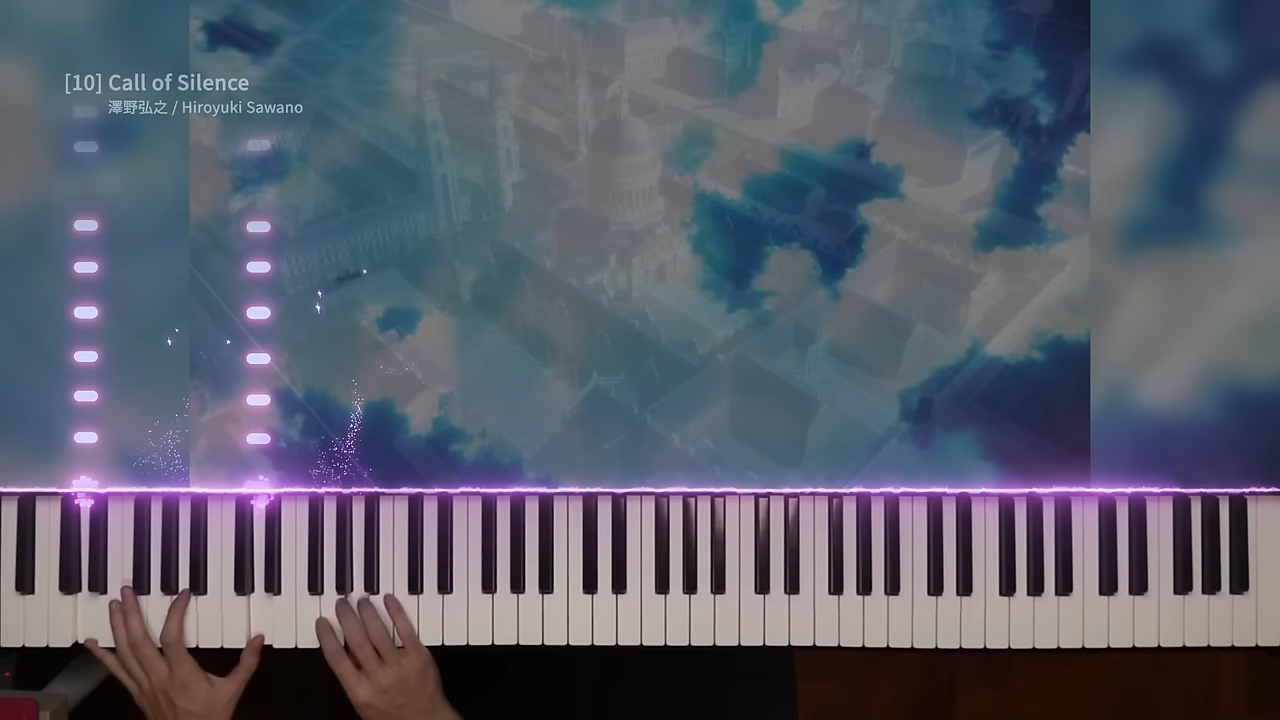 [10] Call of Silence
澤野弘之 / Hiroyuki Sawano